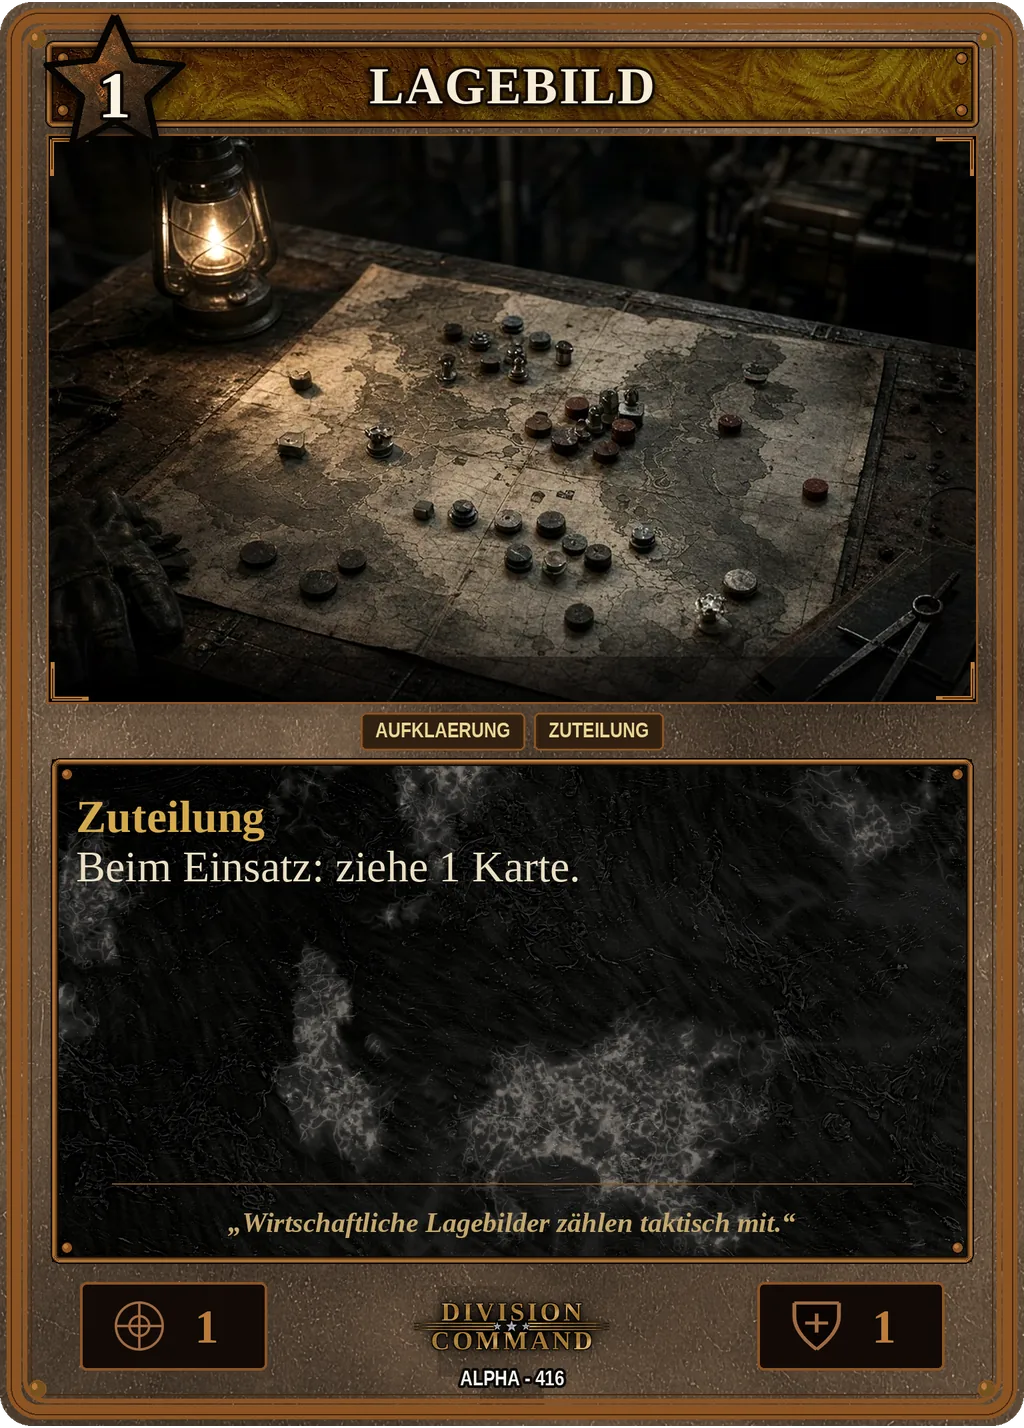 1
LAGEBILD
AUFKLAERUNG ZUTEILUNG
Zuteilung
Beim Einsatz: ziehe 1 Karte.
„Wirtschaftliche Lagebilder zählen taktisch mit.“
1
DIVISION
COMMAND
1
ALPHA - 416